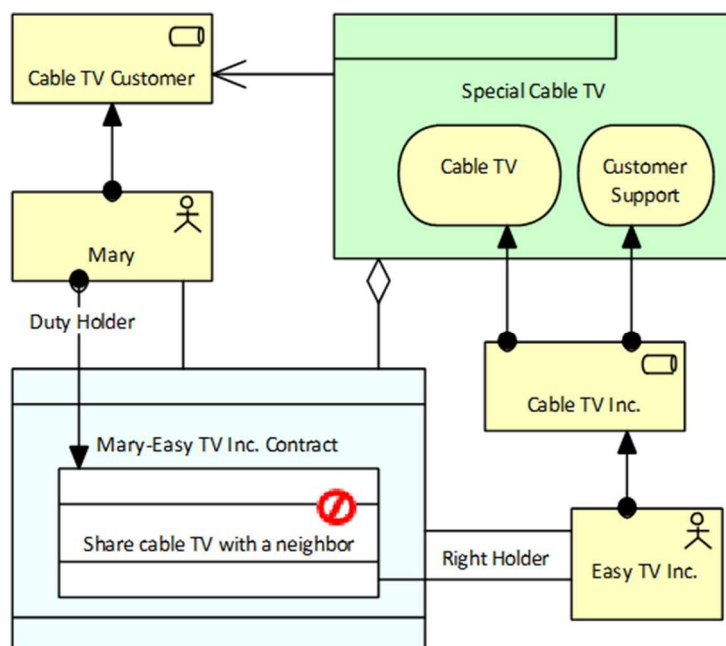 Cable TV Customer
Special Cable TV
Cable TV
Customer
Support
Mary
Duty Holder
Cable TV Inc.
Mary-Easy TV Inc. Contract
Share cable TV with a neighbor
Right Holder
Easy TV Inc.